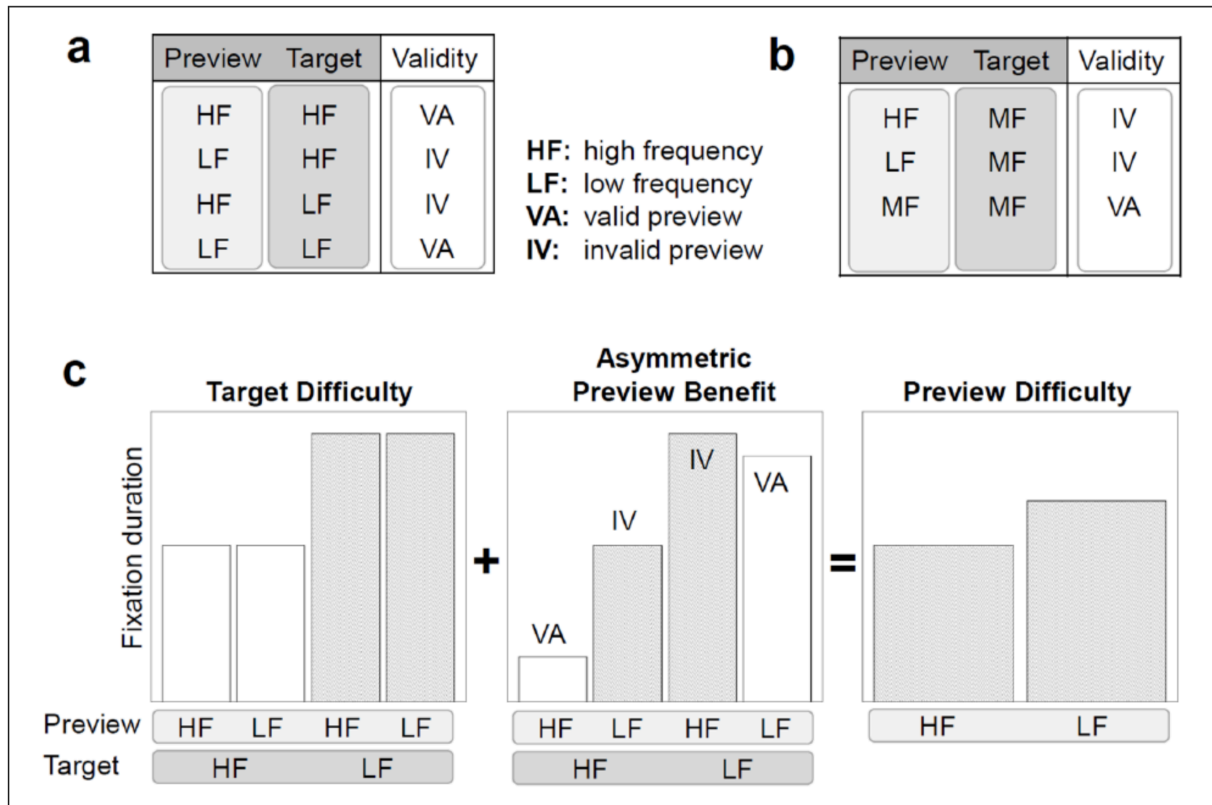 a
Preview Target Validity
HF HF VA
LF HF IV
HF LF IV
LF LF VA
HF: high frequency
LF: low frequency
VA: valid preview
IV: invalid preview
b
Preview Target Validity
HF MF IV
LF MF IV
MF MF VA
c
Target Difficulty
Fixation duration
+
Asymmetric
Preview Benefit
VA
IV
IV
VA
=
Preview Difficulty
Preview HF LF HF LF HF LF HF LF HF LF
Target HF LF HF LF